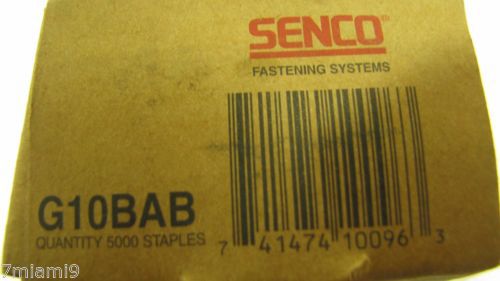 SENCO®
FASTENING SYSTEMS
G10BAB
QUANTITY 5000 STAPLES
7 41474 10096 3
7miami9